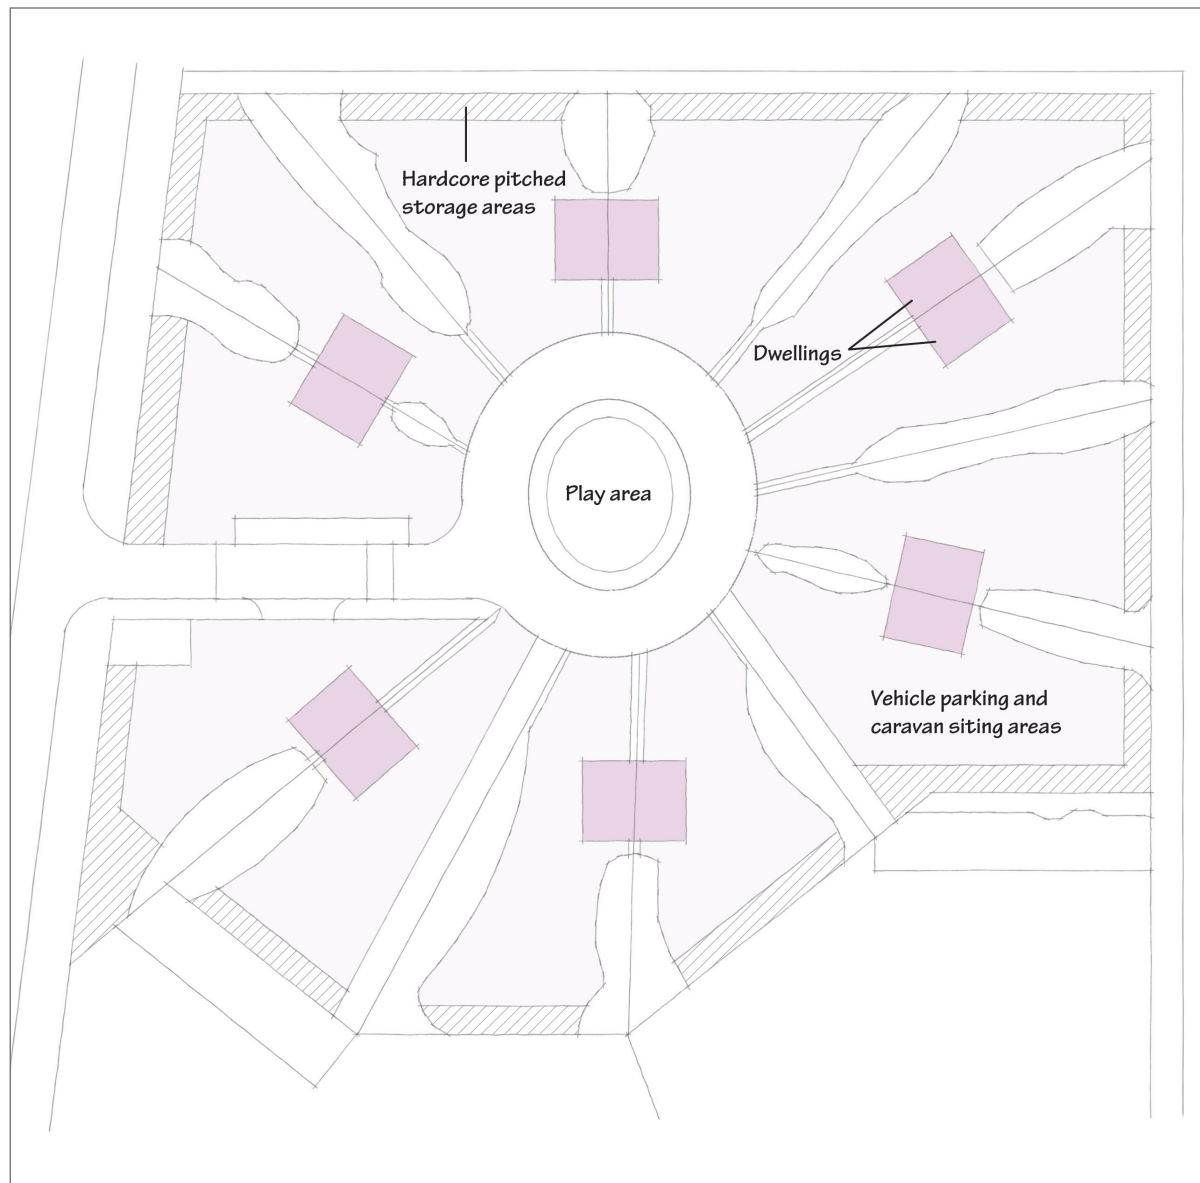 Hardcore pitched
storage areas
Dwellings
Play area
Vehicle parking and
caravan siting areas